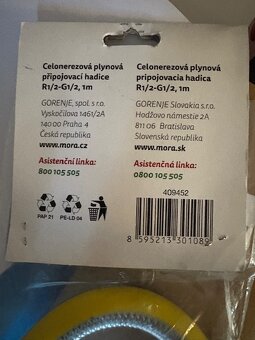 Celonerezová plynová
připojovací hadice
R1/2-G1/2, 1m
GORENJE, spol. s r.o.
Vyskočilova 1461/2A
140 00 Praha 4
Česká republika
www.mora.cz
Asistenční linka:
800 105 505
Celonerezová plynová
pripojovacia hadica
R1/2-G1/2, 1m
GORENJE Slovakia s.r.o.
Hodžovo námestie 2A
811 06 Bratislava
Slovenská republika
www.mora.sk
Asistenčná linka:
0800 105 505
409452
PAP 21
PE-LD 04
8 595213 301089